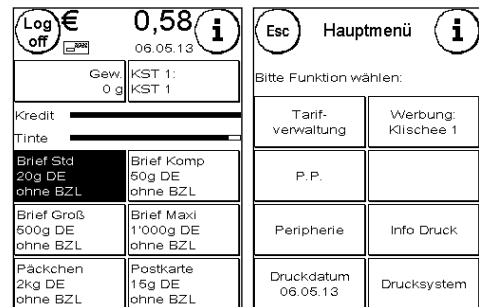 Log
off
€ 0,58
i
06.05.13
Gew.
0 g
KST 1:
KST 1
Kredit
Tinte
Brief Std
20g DE
ohne BZL
Brief Komp
50g DE
ohne BZL
Brief Groß
500g DE
ohne BZL
Brief Maxi
1'000g DE
ohne BZL
Päckchen
2Kg DE
ohne BZL
Postkarte
15g DE
ohne BZL
Esc
Hauptmenü
i
Bitte Funktion wählen:
Tarif-
verwaltung
Werbung:
Klischee 1
P.P.
Peripherie
Info Druck
Druckdatum
06.05.13
Drucksystem